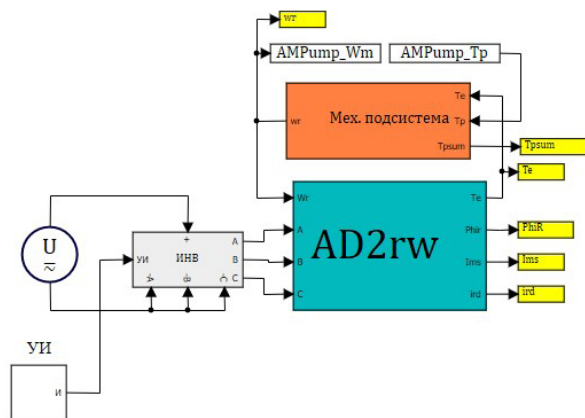 wr
AMPump_Wm
AMPump_Tp
Te
Мех. подсистема
wr
Tp
Tpsum
Tpsum
Te
Wr
Te
U
~
+
A
A
Phir
PhiR
УИ
ИНВ
B
B
AD2rw
Ims
Ims
C
C
ird
ird
УИ
И